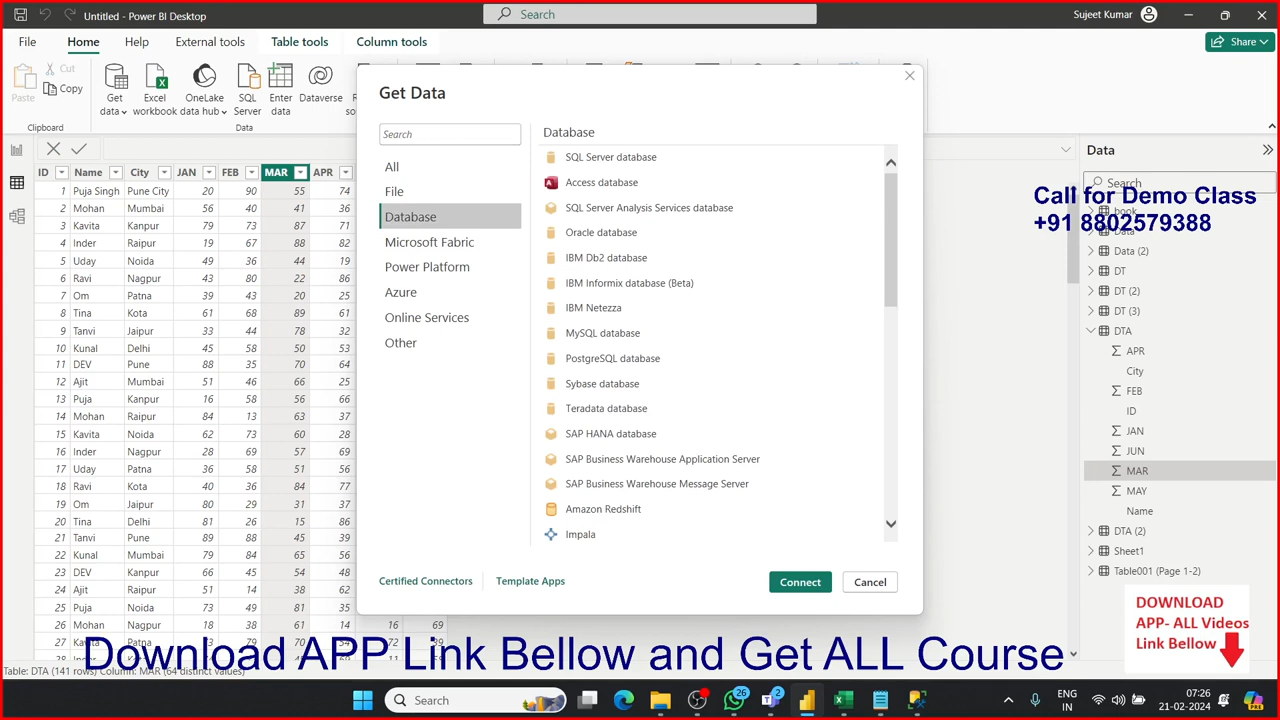 Untitled - Power BI Desktop
Search
Sujeet Kumar
File Home Help External tools Table tools Column tools
Share
Paste
Cut
Copy
Get data
Excel workbook
OneLake data hub
SQL Server
Enter data
Dataverse
Clipboard
Data
ID Name City JAN FEB MAR APR
1 Puja Singh Pune City 20 90 55 74
2 Mohan Mumbai 56 40 41 36
3 Kavita Kanpur 79 68 87 71
4 Inder Raipur 19 67 88 82
5 Uday Noida 49 36 44 19
6 Ravi Nagpur 43 80 22 86
7 Om Patna 39 43 20 25
8 Tina Kota 61 68 89 61
9 Tanvi Jaipur 33 44 78 32
10 Kunal Delhi 45 58 50 53
11 DEV Pune 88 35 70 64
12 Ajit Mumbai 51 46 66 25
13 Puja Kanpur 16 58 56 66
14 Mohan Raipur 84 13 63 37
15 Kavita Noida 62 73 60 28
16 Inder Nagpur 28 69 57 69
17 Uday Patna 36 58 51 56
18 Ravi Kota 40 36 84 77
19 Om Jaipur 80 29 31 37
20 Tina Delhi 81 26 15 86
21 Tanvi Pune 89 88 45 39
22 Kunal Mumbai 79 84 65 56
23 DEV Kanpur 66 45 54 48
24 Ajit Raipur 51 14 38 62
25 Puja Noida 64 53 81 35
26 Mohan Nagpur 38 49 61 14 16 69
27 Kavita Patna
Table: DTA (141 rows) Column: MAR (64 distinct values)
Get Data
Search
All
File
Database
Microsoft Fabric
Power Platform
Azure
Online Services
Other
Database
SQL Server database
Access database
SQL Server Analysis Services database
Oracle database
IBM Db2 database
IBM Informix database (Beta)
IBM Netezza
MySQL database
PostgreSQL database
Sybase database
Teradata database
SAP HANA database
SAP Business Warehouse Application Server
SAP Business Warehouse Message Server
Amazon Redshift
Impala
Certified Connectors
Template Apps
Connect
Cancel
Data
Search
Call for Demo Class
+91 8802579388
book
Data
Data (2)
DT
DT (2)
DT (3)
DTA
APR
City
FEB
ID
JAN
JUN
MAR
MAY
Name
DTA (2)
Sheet1
Table001 (Page 1-2)
DOWNLOAD
APP- ALL Videos
Link Bellow
Download APP Link Bellow and Get ALL Course
Search
26
2
ENG
IN
07:26
21-02-2024
PRE